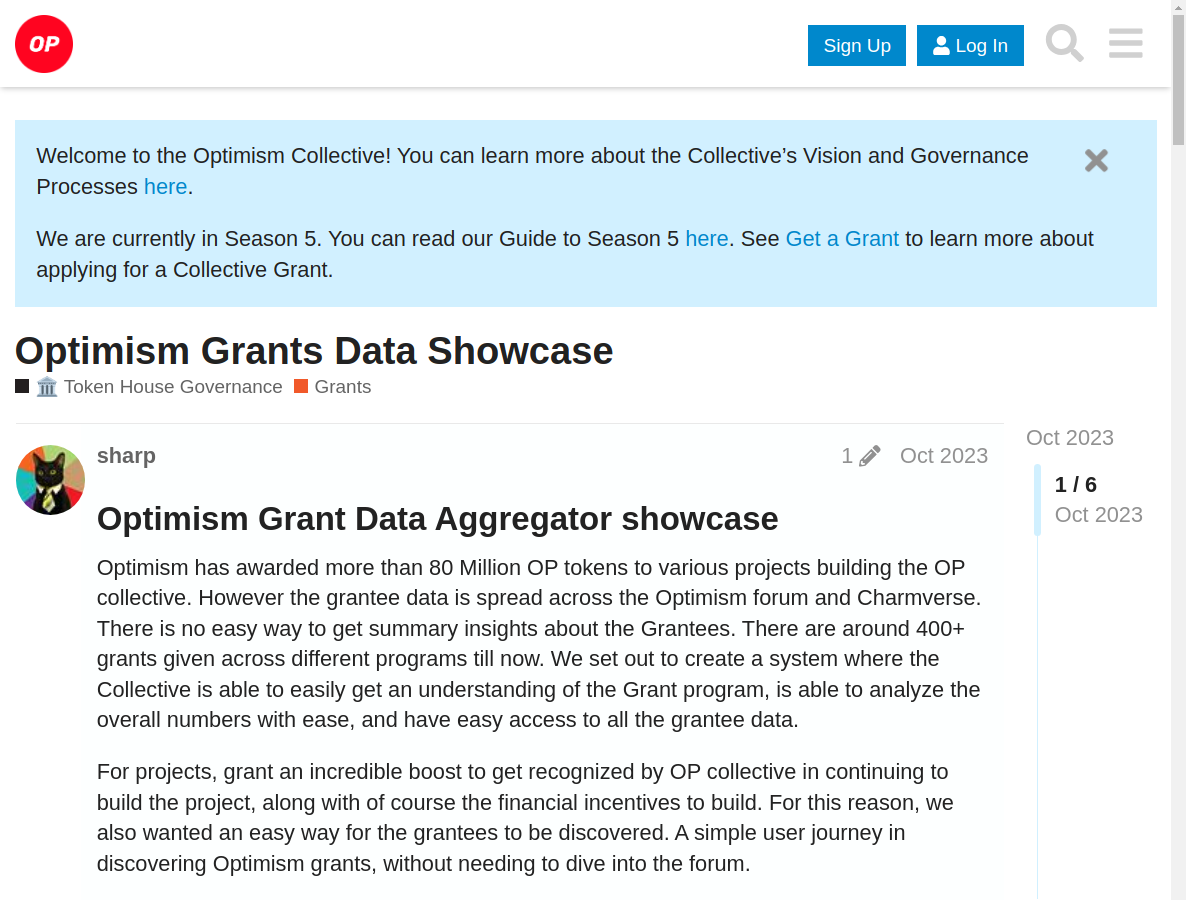 OP
Sign Up
Log In
Welcome to the Optimism Collective! You can learn more about the Collective’s Vision and Governance
Processes here.
We are currently in Season 5. You can read our Guide to Season 5 here. See Get a Grant to learn more about
applying for a Collective Grant.
Optimism Grants Data Showcase
Token House Governance Grants
sharp 1 Oct 2023
Oct 2023
1 / 6
Oct 2023
Optimism Grant Data Aggregator showcase
Optimism has awarded more than 80 Million OP tokens to various projects building the OP
collective. However the grantee data is spread across the Optimism forum and Charmverse.
There is no easy way to get summary insights about the Grantees. There are around 400+
grants given across different programs till now. We set out to create a system where the
Collective is able to easily get an understanding of the Grant program, is able to analyze the
overall numbers with ease, and have easy access to all the grantee data.
For projects, grant an incredible boost to get recognized by OP collective in continuing to
build the project, along with of course the financial incentives to build. For this reason, we
also wanted an easy way for the grantees to be discovered. A simple user journey in
discovering Optimism grants, without needing to dive into the forum.